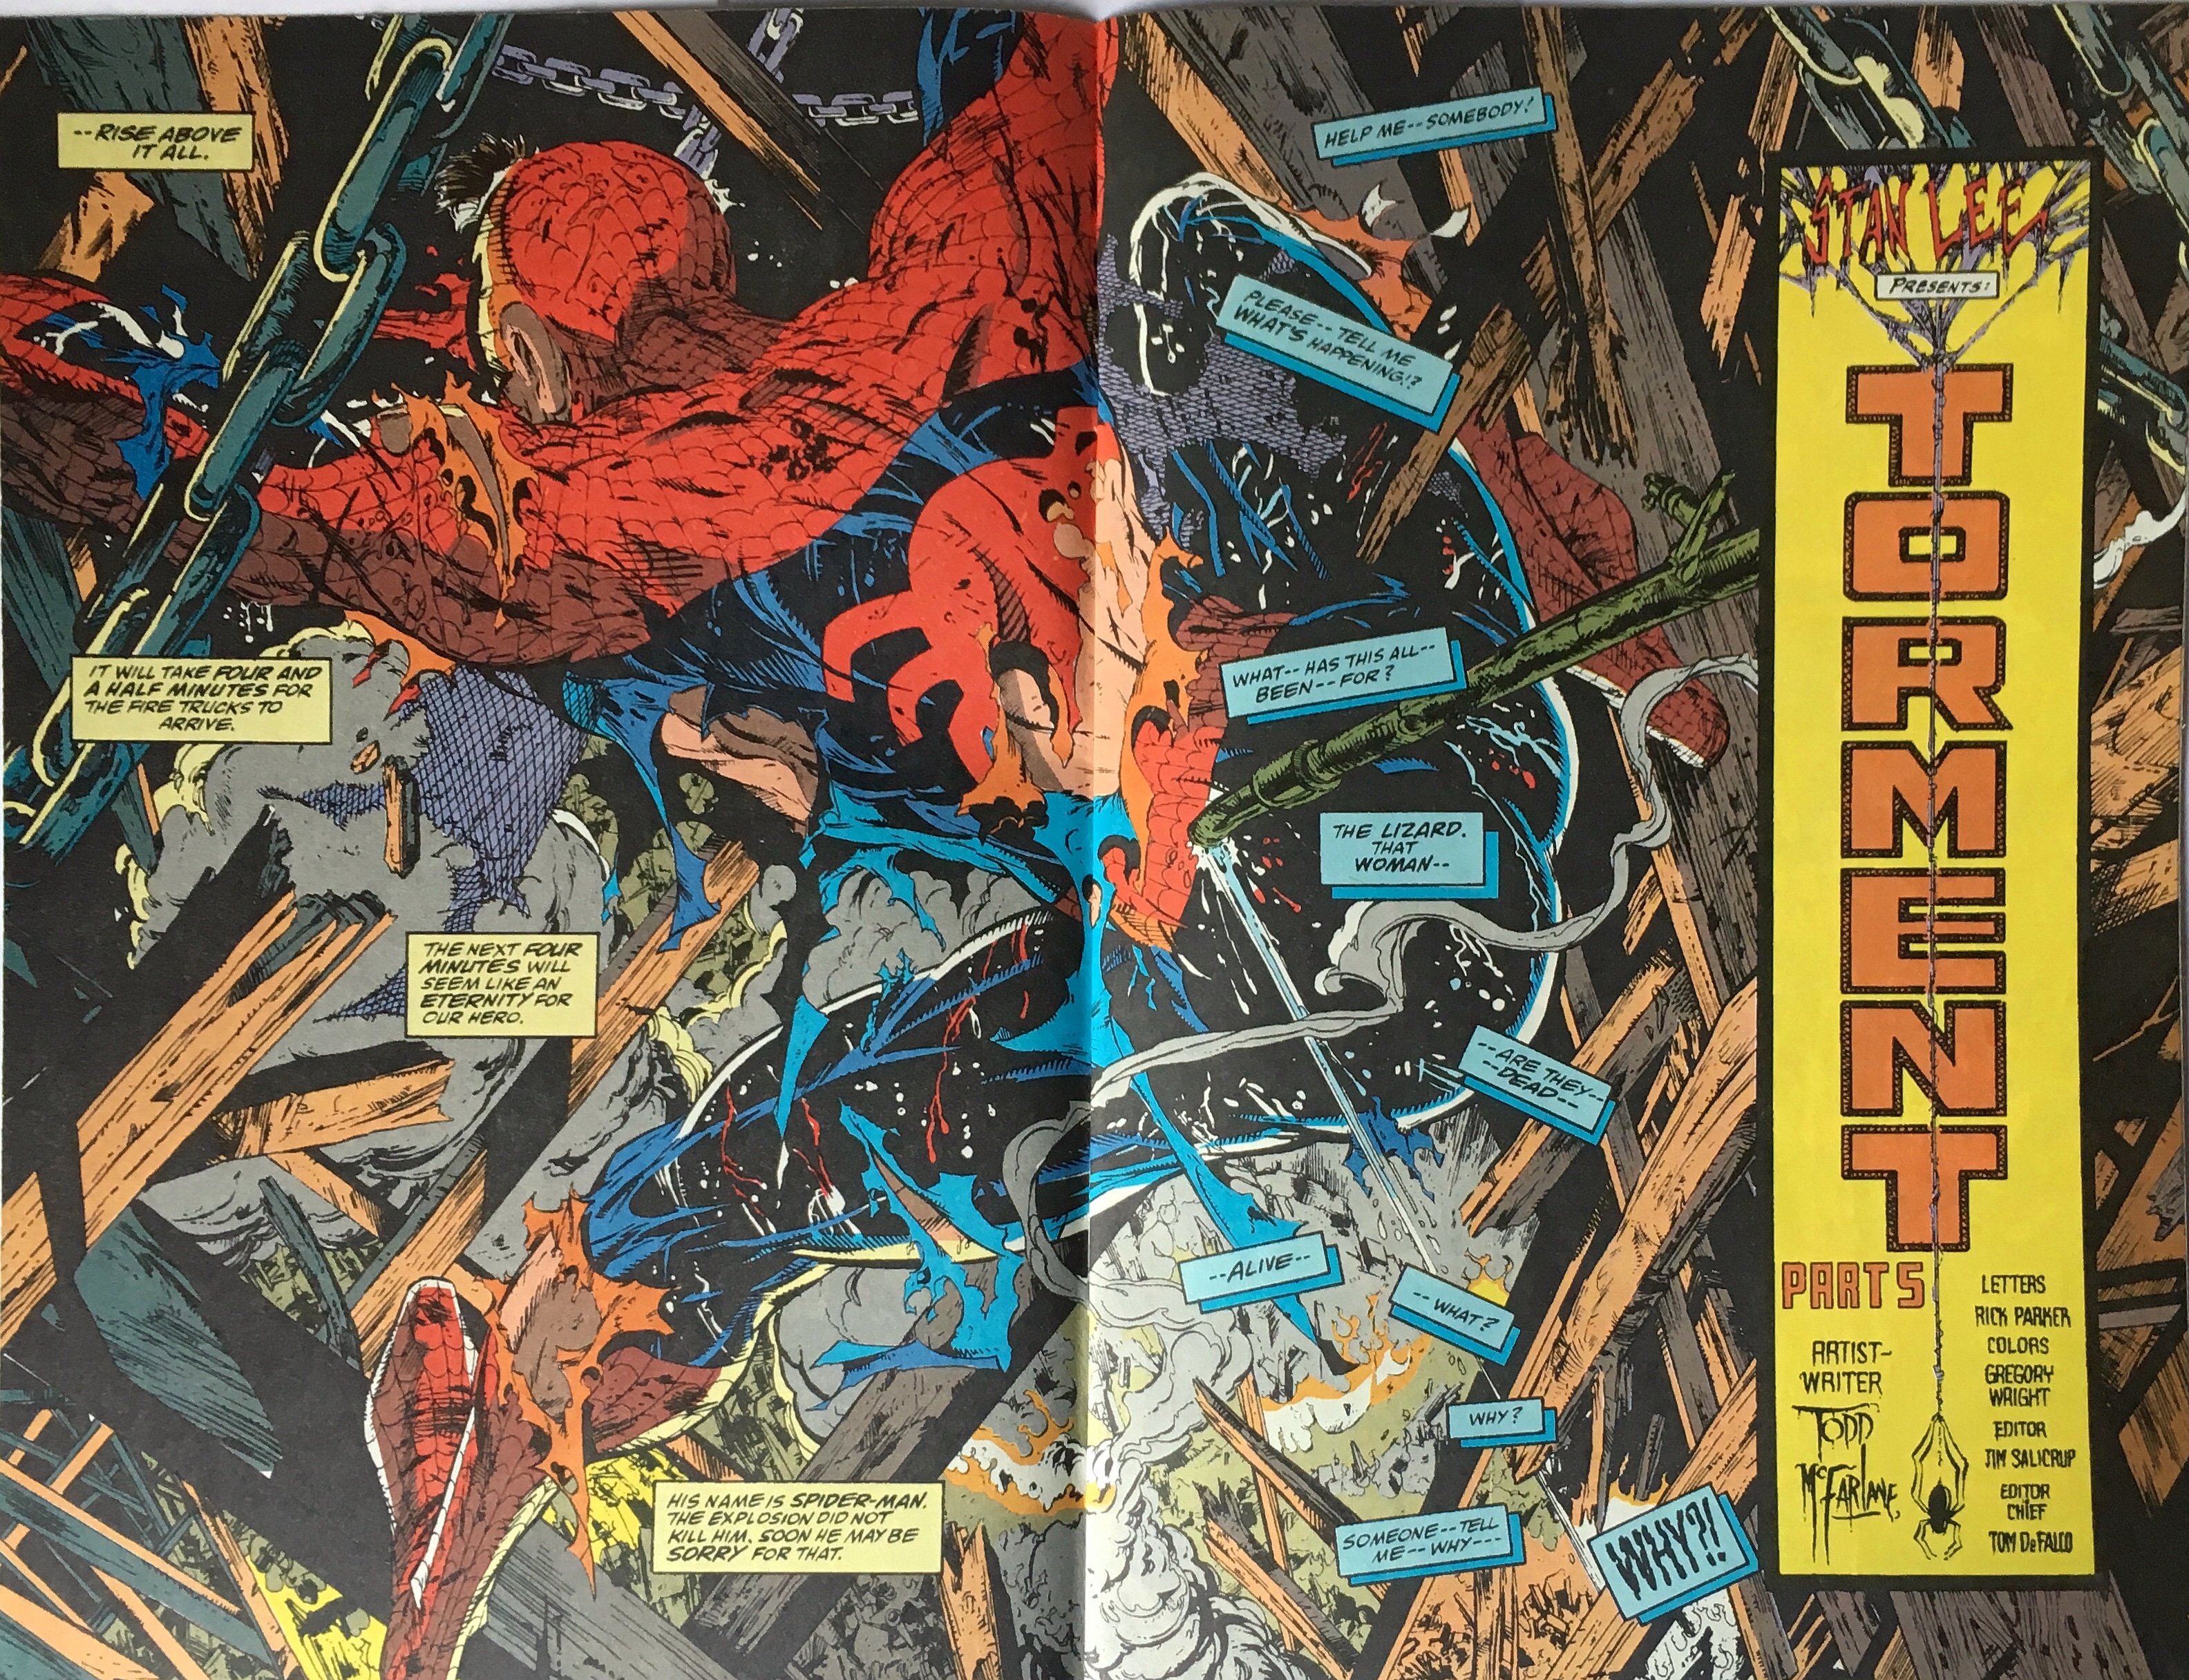 --RISE ABOVE
IT ALL.
IT WILL TAKE FOUR AND
A HALF MINUTES FOR
THE FIRE TRUCKS TO
ARRIVE.
THE NEXT FOUR
MINUTES WILL
SEEM LIKE AN
ETERNITY FOR
OUR HERO.
HIS NAME IS SPIDER-MAN.
THE EXPLOSION DID NOT
KILL HIM. SOON HE MAY BE
SORRY FOR THAT.
HELP ME--SOMEBODY!
PLEASE--TELL ME
WHAT'S HAPPENING!?
WHAT--HAS THIS ALL--
BEEN--FOR?
THE LIZARD.
THAT
WOMAN--
--ARE THEY--
--DEAD--
--ALIVE--
--WHAT?
WHY?
SOMEONE--TELL
ME--WHY---
WHY?!
STAN LEE
PRESENTS:
TORMENT
PART 5
ARTIST-
WRITER
TODD
McFARLANE
LETTERS
RICK PARKER
COLORS
GREGORY
WRIGHT
EDITOR
JIM SALICRUP
EDITOR
CHIEF
TOM DeFALCO